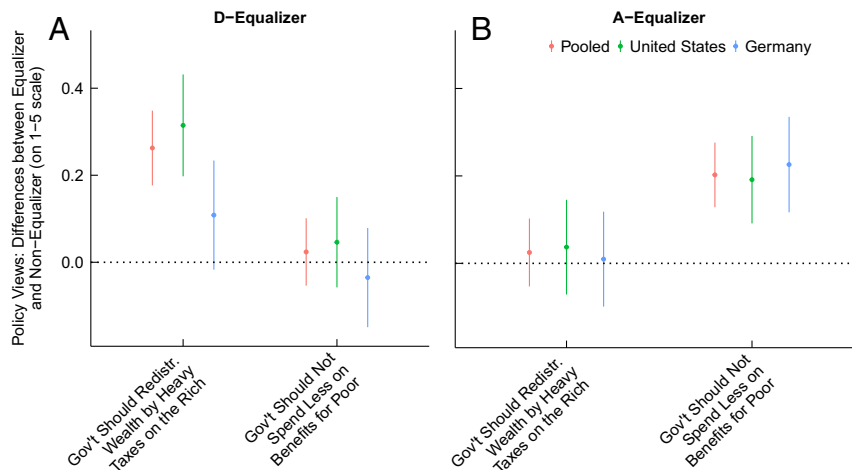 A
D−Equalizer
B
A−Equalizer
Pooled
United States
Germany
Policy Views: Differences between Equalizer
and Non−Equalizer (on 1−5 scale)
0.4
0.2
0.0
Gov't Should Redistr.
Wealth by Heavy
Taxes on the Rich
Gov't Should Not
Spend Less on
Benefits for Poor
Gov't Should Redistr.
Wealth by Heavy
Taxes on the Rich
Gov't Should Not
Spend Less on
Benefits for Poor